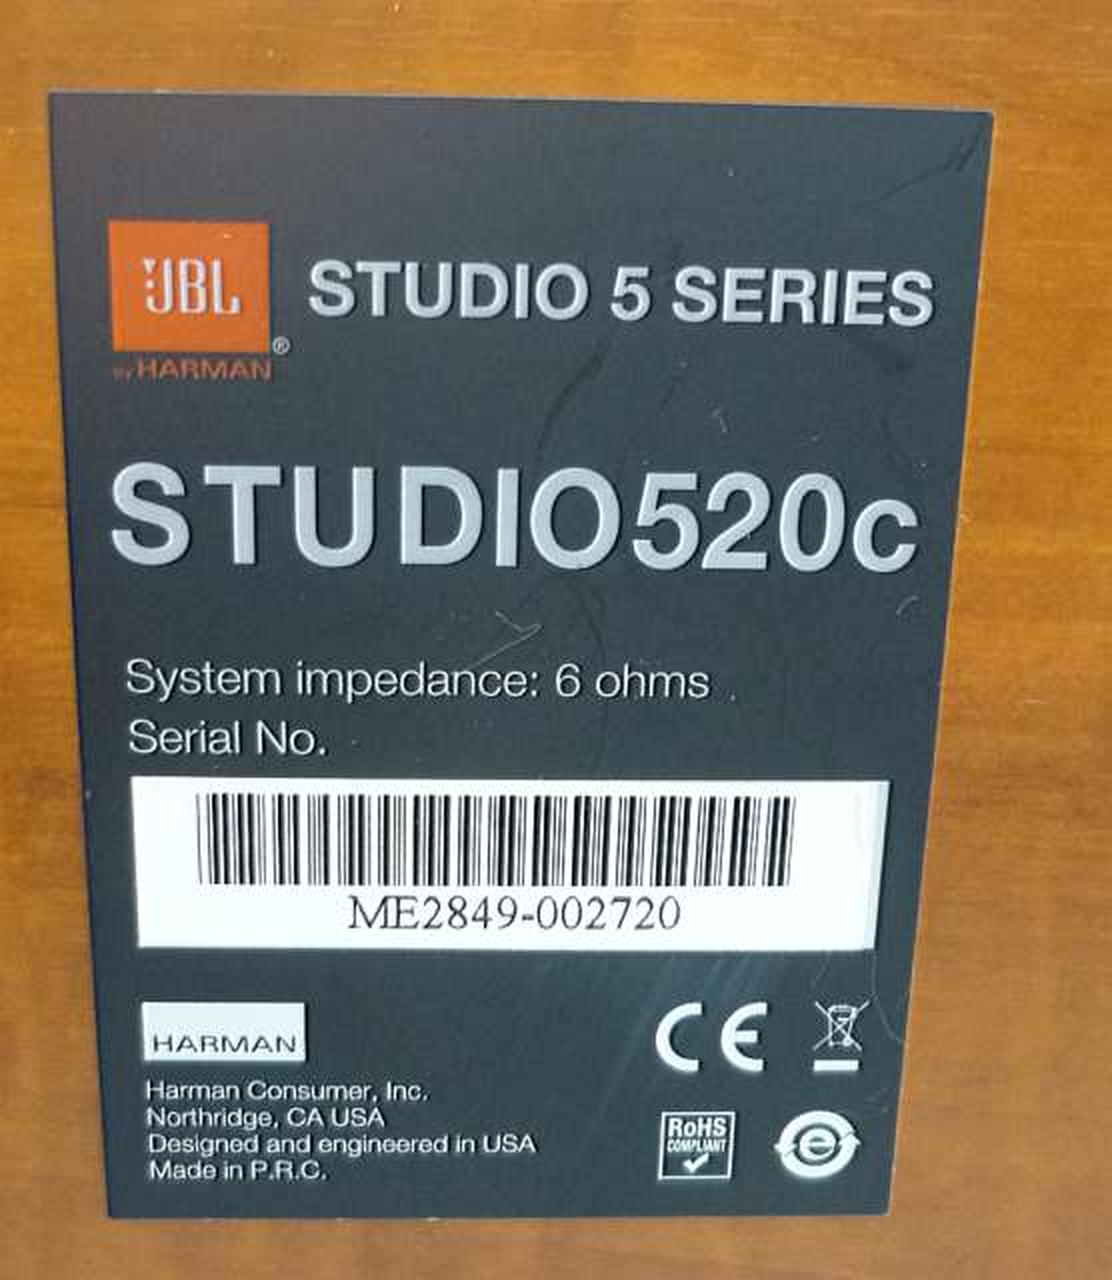 JBL STUDIO 5 SERIES
®
by HARMAN
STUDIO520c
System impedance: 6 ohms
Serial No.
ME2849-002720
HARMAN
CE
Harman Consumer, Inc.
Northridge, CA USA
Designed and engineered in USA
Made in P.R.C.
RoHS
COMPLIANT
e